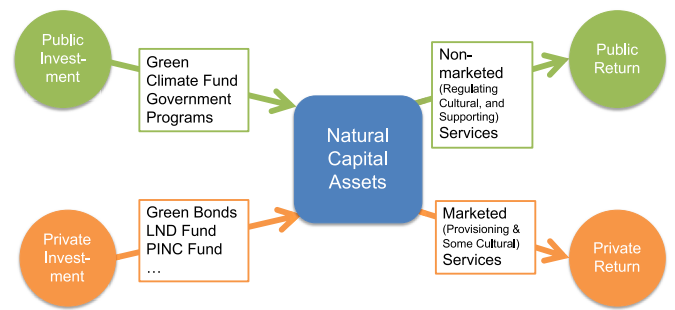 Public
Invest-
ment
Green
Climate Fund
Government
Programs
Non-
marketed
(Regulating
Cultural, and
Supporting)
Services
Public
Return
Natural
Capital
Assets
Private
Invest-
ment
Green Bonds
LND Fund
PINC Fund
...
Marketed
(Provisioning &
Some Cultural)
Services
Private
Return